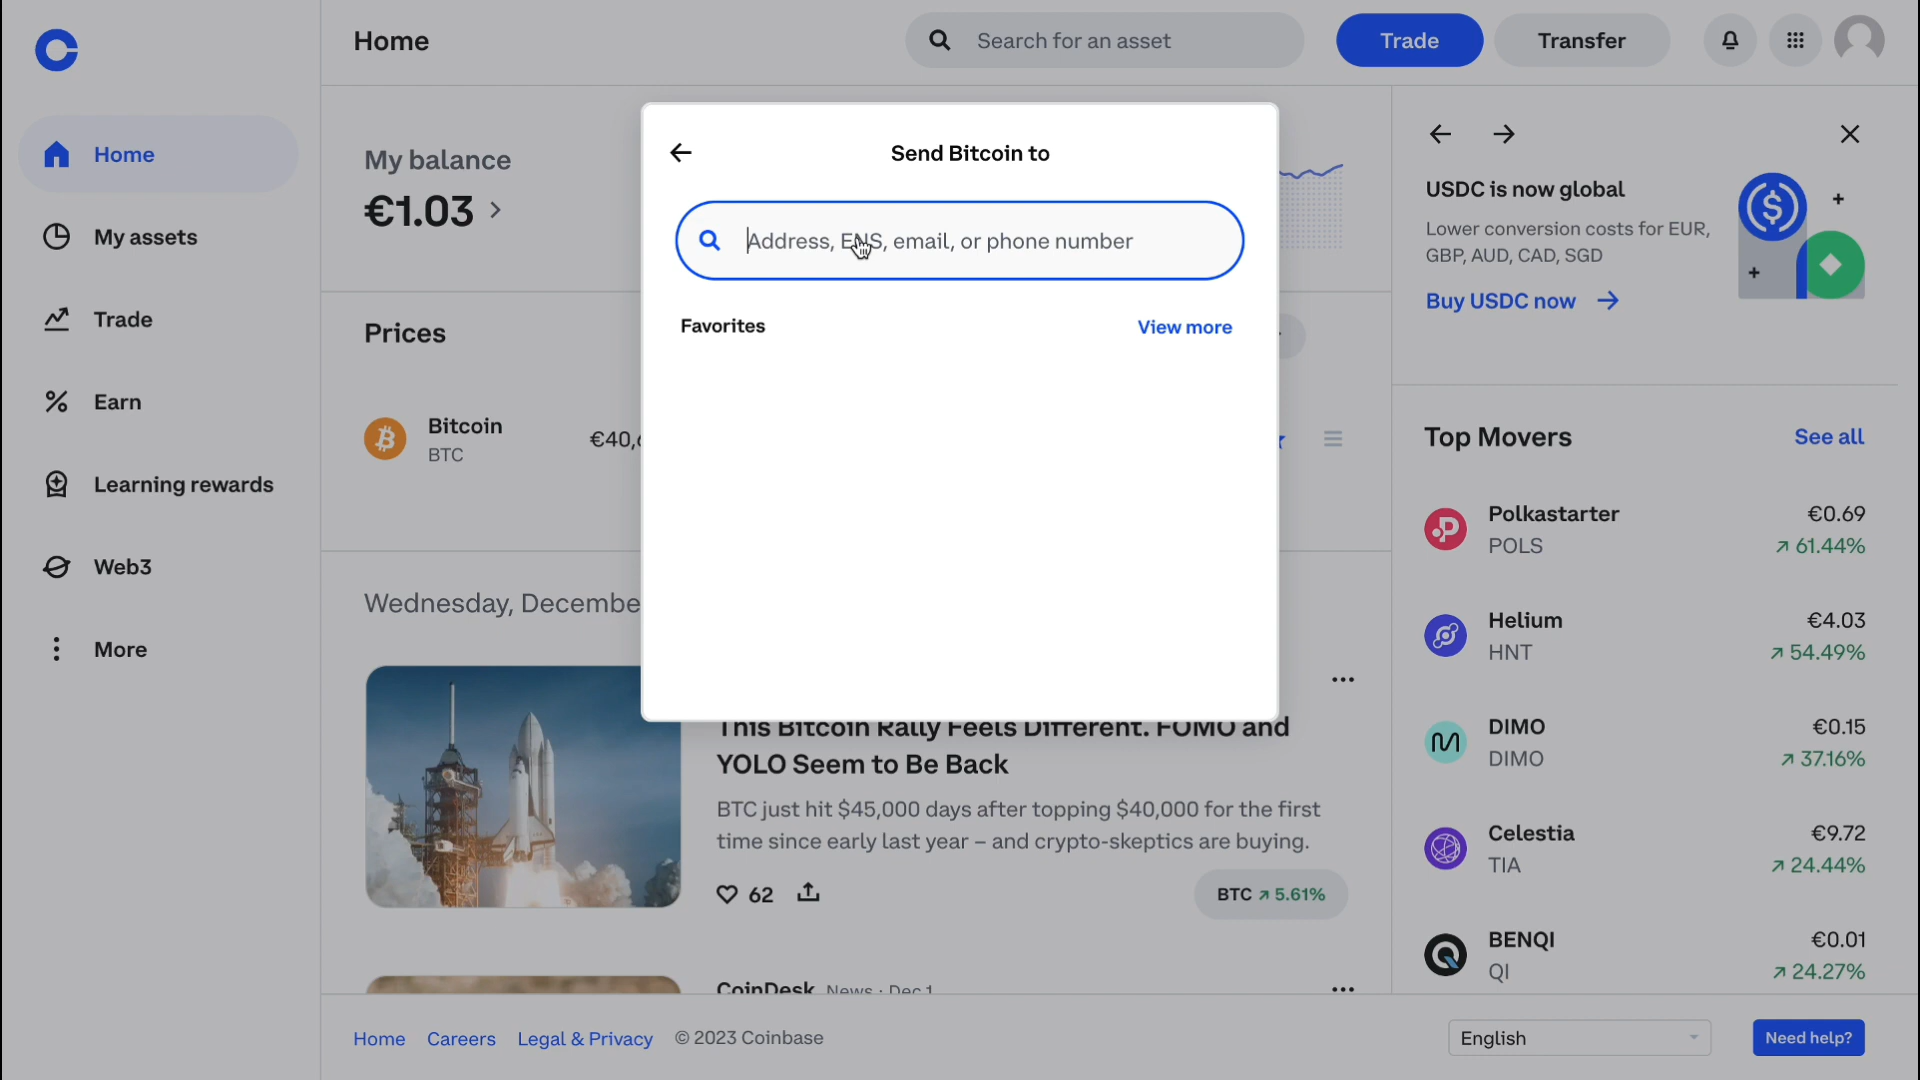 Home
Search for an asset
Trade
Transfer
Home
My assets
Trade
Earn
Learning rewards
Web3
More
My balance
€1.03
Prices
Bitcoin
BTC
€40,
Wednesday, Decembe
Send Bitcoin to
Address, ENS, email, or phone number
Favorites
View more
This Bitcoin Rally Feels Different. FOMO and
YOLO Seem to Be Back
BTC just hit $45,000 days after topping $40,000 for the first
time since early last year – and crypto-skeptics are buying.
62
BTC ↗ 5.61%
CoinDesk News · Dec 1
USDC is now global
Lower conversion costs for EUR,
GBP, AUD, CAD, SGD
Buy USDC now
Top Movers
See all
Polkastarter €0.69
POLS ↗ 61.44%
Helium €4.03
HNT ↗ 54.49%
DIMO €0.15
DIMO ↗ 37.16%
Celestia €9.72
TIA ↗ 24.44%
BENQI €0.01
QI ↗ 24.27%
Home Careers Legal & Privacy © 2023 Coinbase
English
Need help?